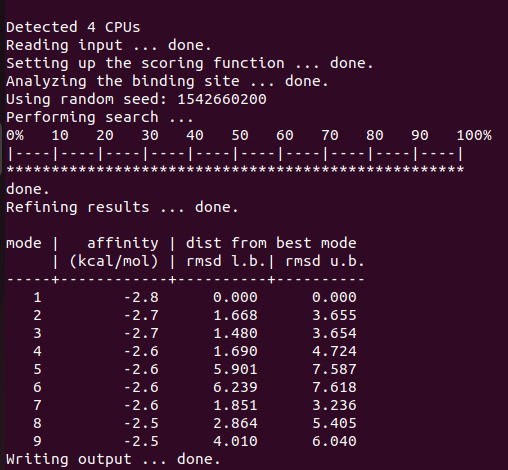 Detected 4 CPUs
Reading input ... done.
Setting up the scoring function ... done.
Analyzing the binding site ... done.
Using random seed: 1542660200
Performing search ...
0%   10   20   30   40   50   60   70   80   90   100%
|----|----|----|----|----|----|----|----|----|----|
***************************************************
done.
Refining results ... done.

mode |   affinity | dist from best mode
     | (kcal/mol) | rmsd l.b.| rmsd u.b.
-----+------------+----------+----------
   1         -2.8      0.000      0.000
   2         -2.7      1.668      3.655
   3         -2.7      1.480      3.654
   4         -2.6      1.690      4.724
   5         -2.6      5.901      7.587
   6         -2.6      6.239      7.618
   7         -2.6      1.851      3.236
   8         -2.5      2.864      5.405
   9         -2.5      4.010      6.040
Writing output ... done.